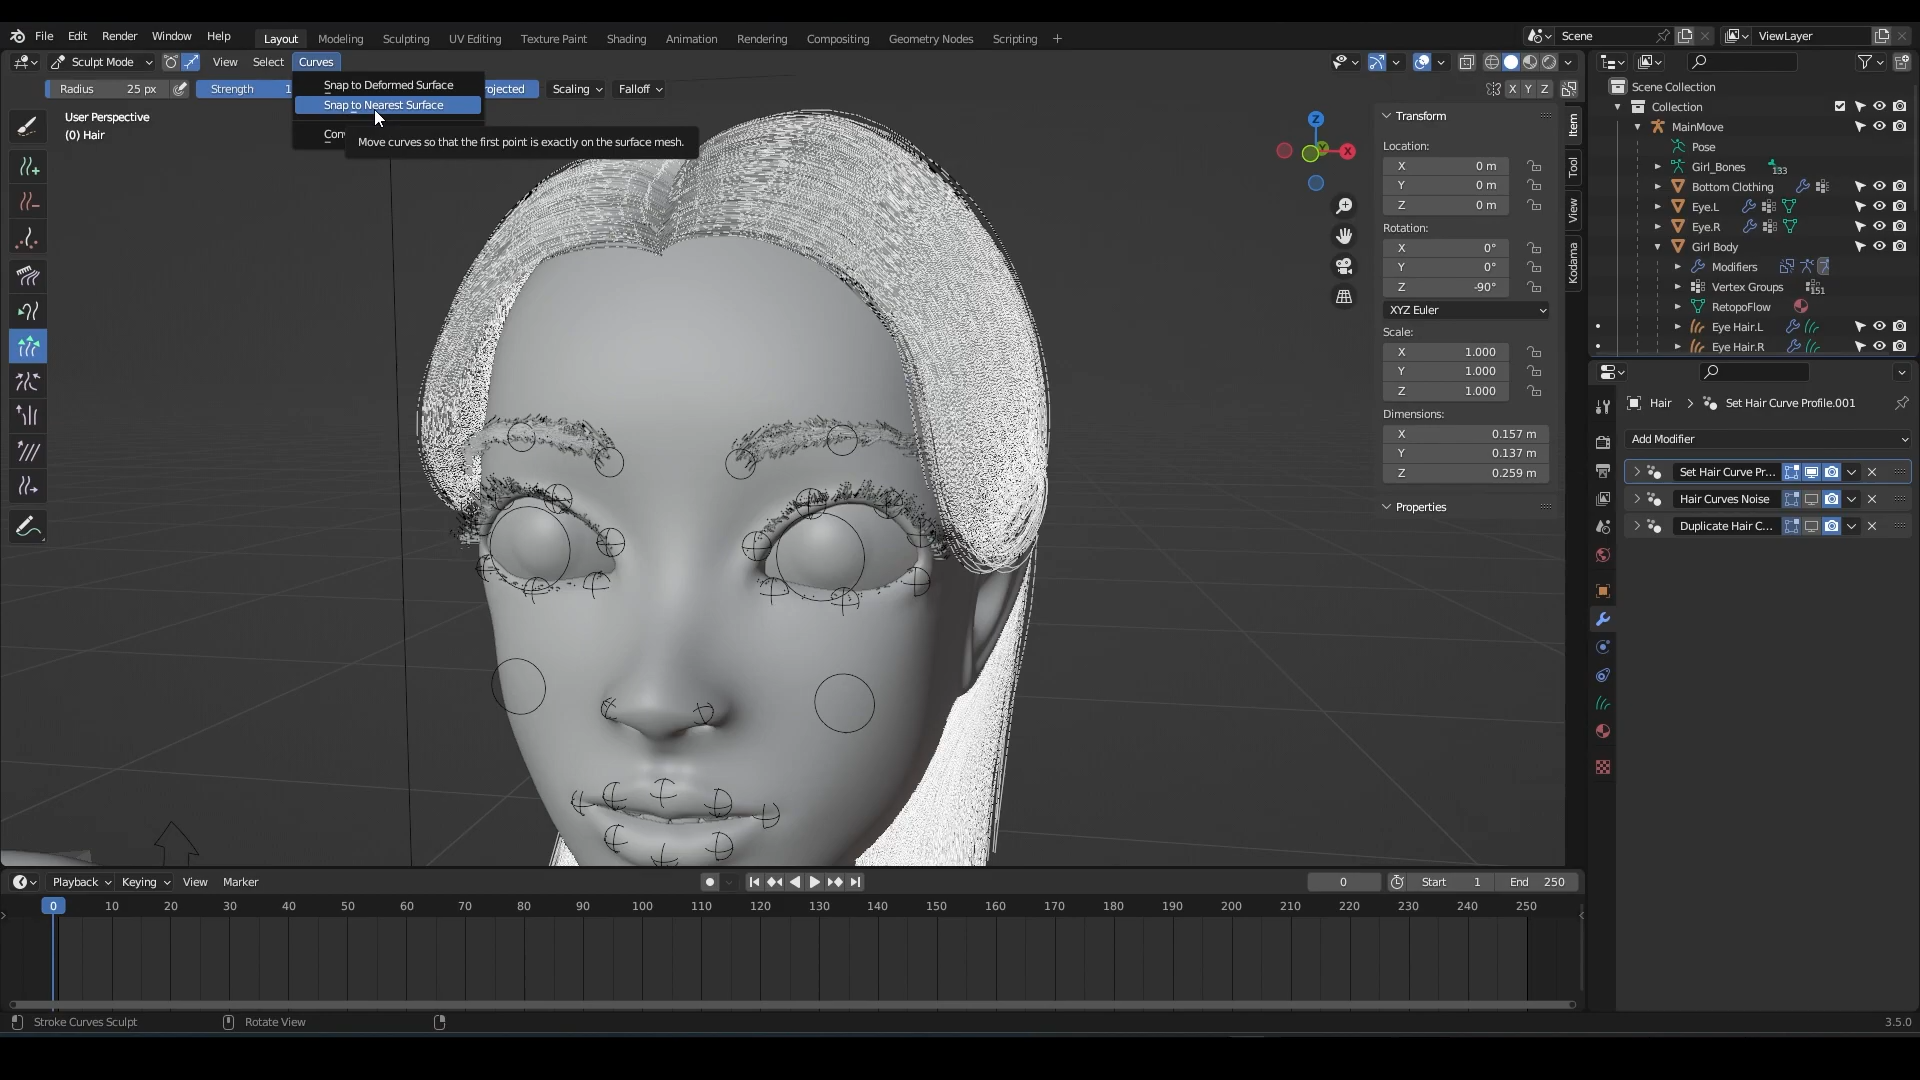 File Edit Render Window Help Layout Modeling Sculpting UV Editing Texture Paint Shading Animation Rendering Compositing Geometry Nodes Scripting + Scene ViewLayer
Sculpt Mode View Select Curves
Radius 25 px Strength 1 rojected Scaling Falloff X Y Z
Snap to Deformed Surface
Snap to Nearest Surface
Conv
Move curves so that the first point is exactly on the surface mesh.
User Perspective
(0) Hair
Z
X
Transform
Location:
X 0 m
Y 0 m
Z 0 m
Rotation:
X 0°
Y 0°
Z -90°
XYZ Euler
Scale:
X 1.000
Y 1.000
Z 1.000
Dimensions:
X 0.157 m
Y 0.137 m
Z 0.259 m
Properties
Item
Tool
View
Kodama
Scene Collection
Collection
MainMove
Pose
Girl_Bones 133
Bottom Clothing
Eye.L
Eye.R
Girl Body
Modifiers
Vertex Groups 151
RetopoFlow
Eye Hair.L
Eye Hair.R
Hair > Set Hair Curve Profile.001
Add Modifier
Set Hair Curve Pr...
Hair Curves Noise
Duplicate Hair C...
Playback Keying View Marker 0 Start 1 End 250
0 10 20 30 40 50 60 70 80 90 100 110 120 130 140 150 160 170 180 190 200 210 220 230 240 250
Stroke Curves Sculpt Rotate View 3.5.0